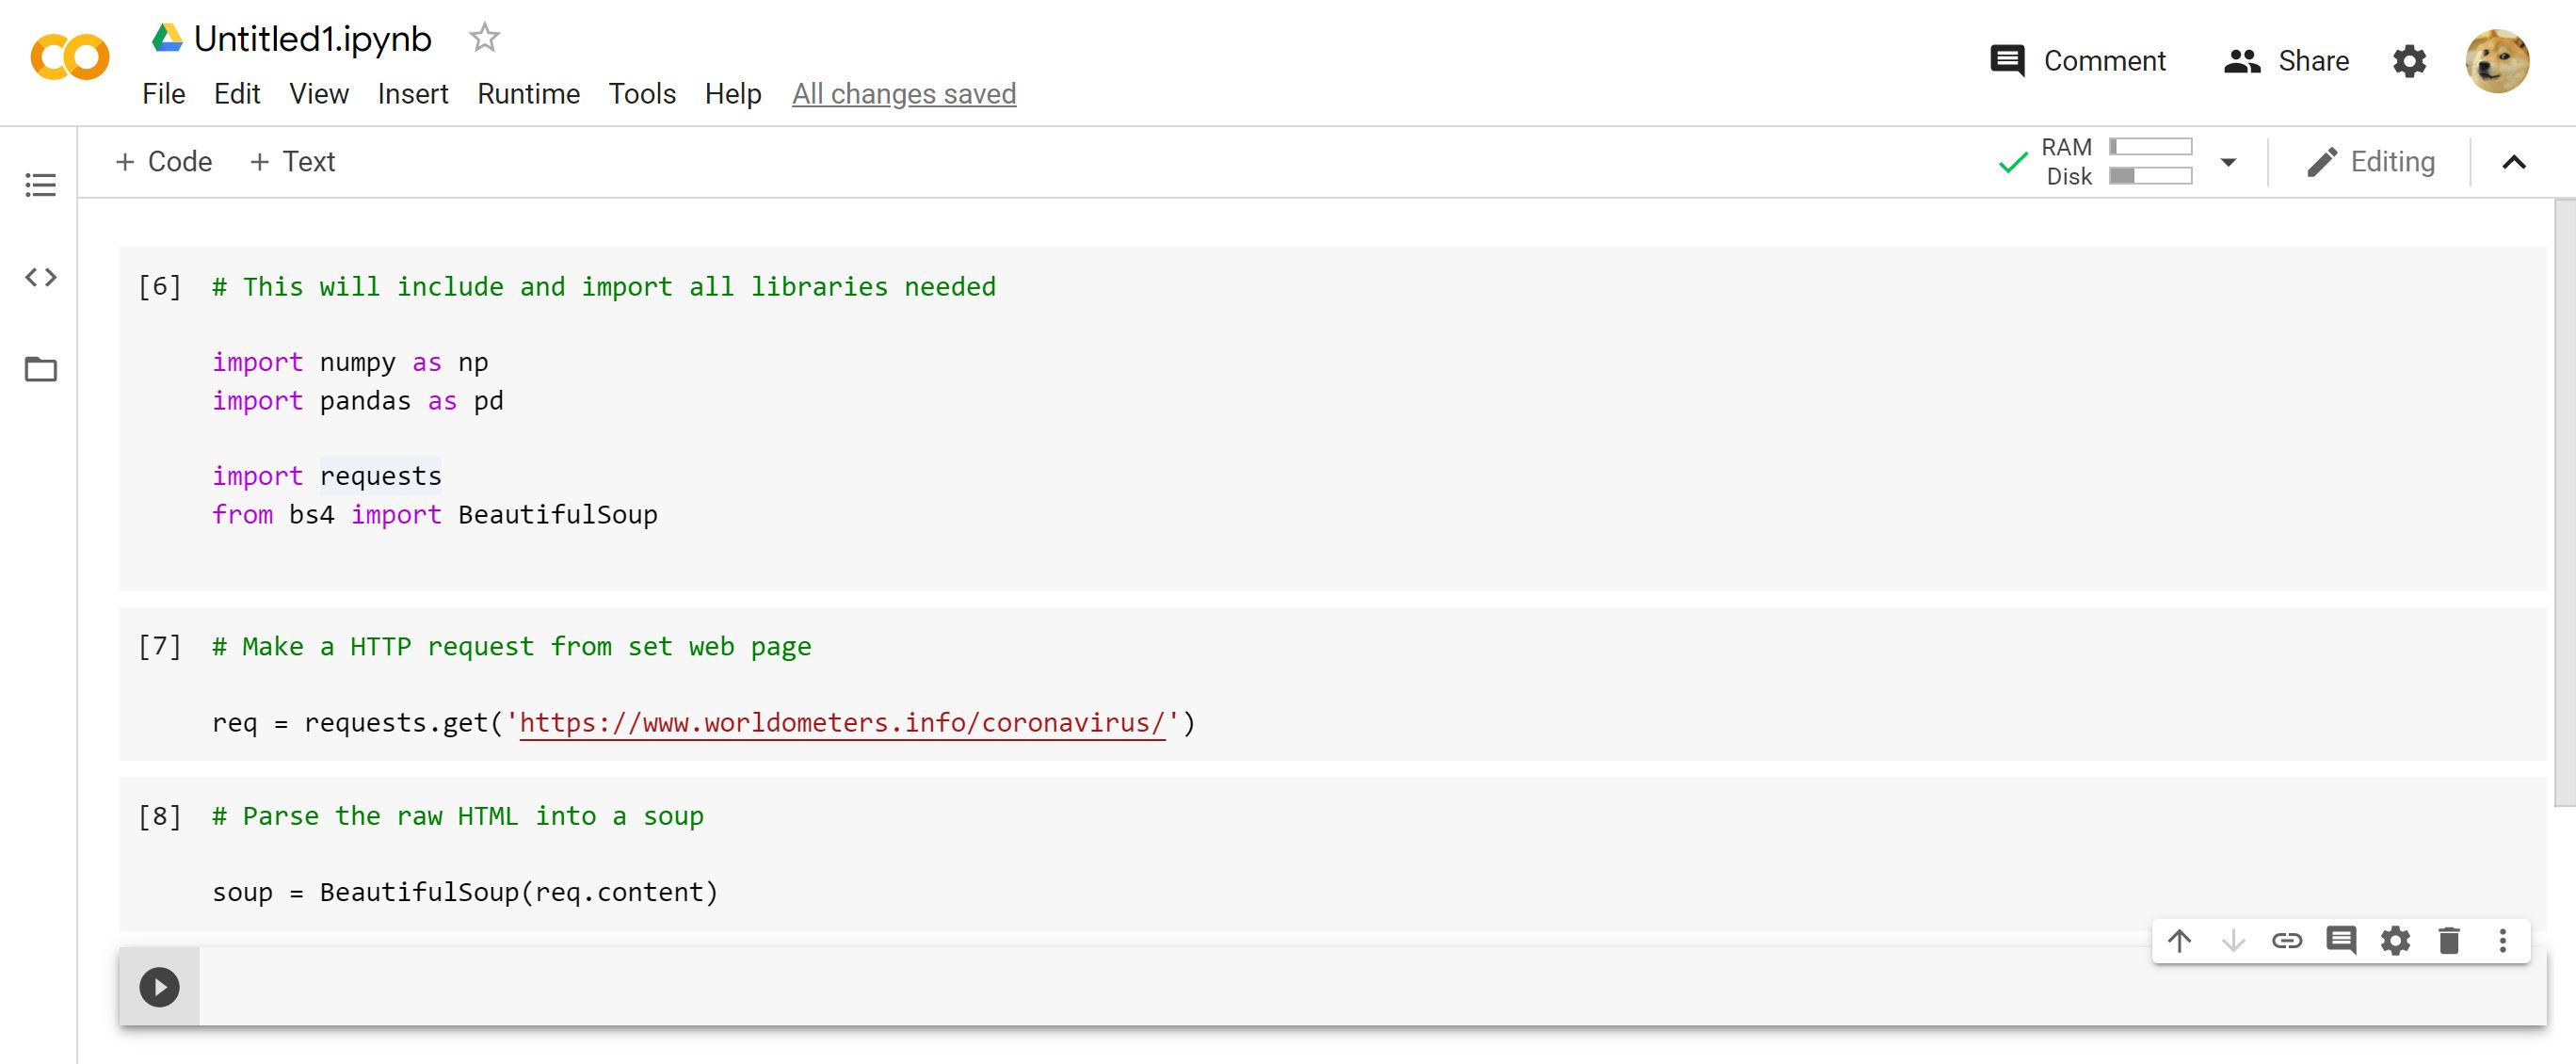 Untitled1.ipynb
File Edit View Insert Runtime Tools Help All changes saved
Comment Share
+ Code + Text
RAM
Disk
Editing
[6] # This will include and import all libraries needed
import numpy as np
import pandas as pd
import requests
from bs4 import BeautifulSoup
[7] # Make a HTTP request from set web page
req = requests.get('https://www.worldometers.info/coronavirus/')
[8] # Parse the raw HTML into a soup
soup = BeautifulSoup(req.content)